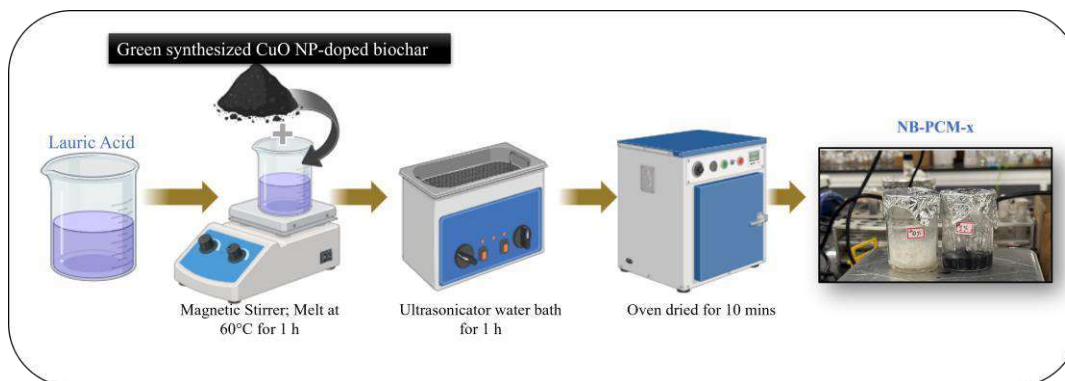 Green synthesized CuO NP-doped biochar
Lauric Acid
NB-PCM-x
Magnetic Stirrer; Melt at
60°C for 1 h
Ultrasonicator water bath
for 1 h
Oven dried for 10 mins